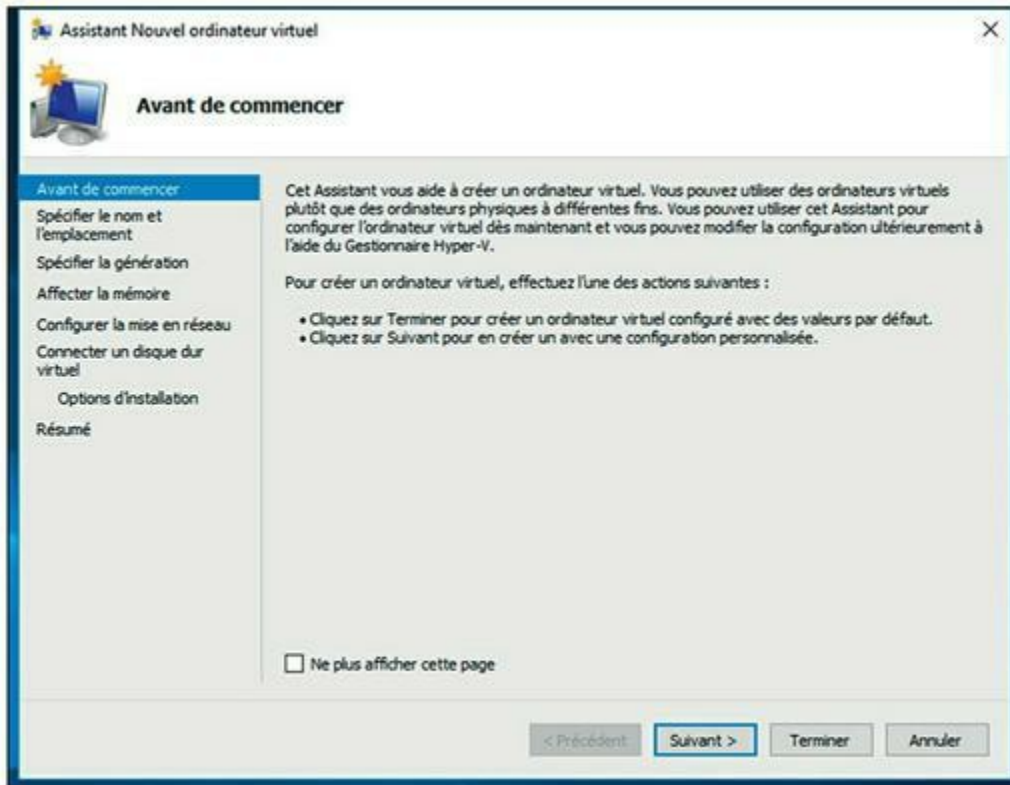 Assistant Nouvel ordinateur virtuel
Avant de commencer
Avant de commencer
Spécifier le nom et
l'emplacement
Spécifier la génération
Affecter la mémoire
Configurer la mise en réseau
Connecter un disque dur
virtuel
Options d'installation
Résumé
Cet Assistant vous aide à créer un ordinateur virtuel. Vous pouvez utiliser des ordinateurs virtuels
plutôt que des ordinateurs physiques à différentes fins. Vous pouvez utiliser cet Assistant pour
configurer l'ordinateur virtuel dès maintenant et vous pouvez modifier la configuration ultérieurement à
l'aide du Gestionnaire Hyper-V.
Pour créer un ordinateur virtuel, effectuez l'une des actions suivantes :
• Cliquez sur Terminer pour créer un ordinateur virtuel configuré avec des valeurs par défaut.
• Cliquez sur Suivant pour en créer un avec une configuration personnalisée.
Ne plus afficher cette page
< Précédent
Suivant >
Terminer
Annuler